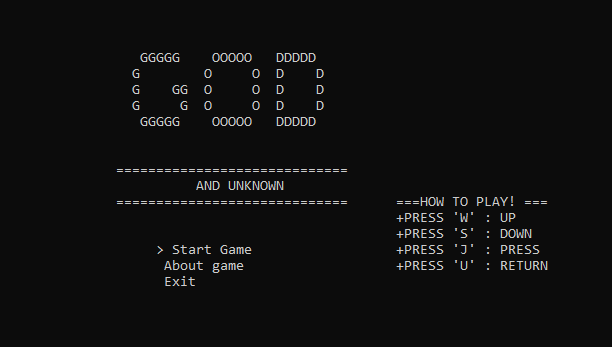 GGGGG    OOOOO   DDDDD
G        O     O  D    D
G    GG  O     O  D    D
G     G  O     O  D    D
GGGGG    OOOOO   DDDDD
=============================
AND UNKNOWN
=============================
===HOW TO PLAY! ===
+PRESS 'W' : UP
+PRESS 'S' : DOWN
+PRESS 'J' : PRESS
+PRESS 'U' : RETURN
> Start Game
About game
Exit